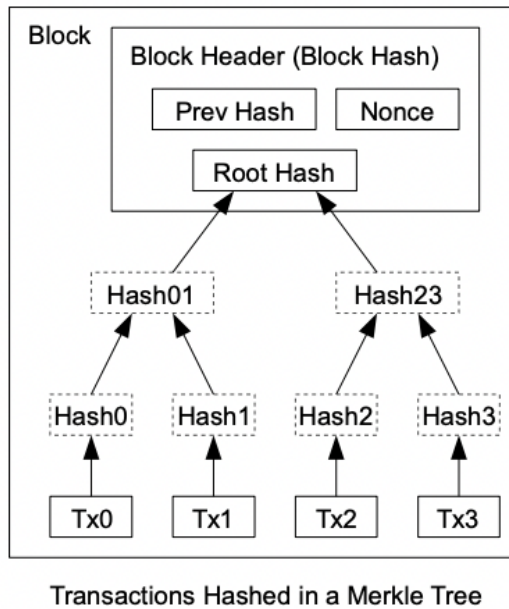 Block
Block Header (Block Hash)
Prev Hash Nonce
Root Hash
Hash01 Hash23
Hash0 Hash1 Hash2 Hash3
Tx0 Tx1 Tx2 Tx3
Transactions Hashed in a Merkle Tree